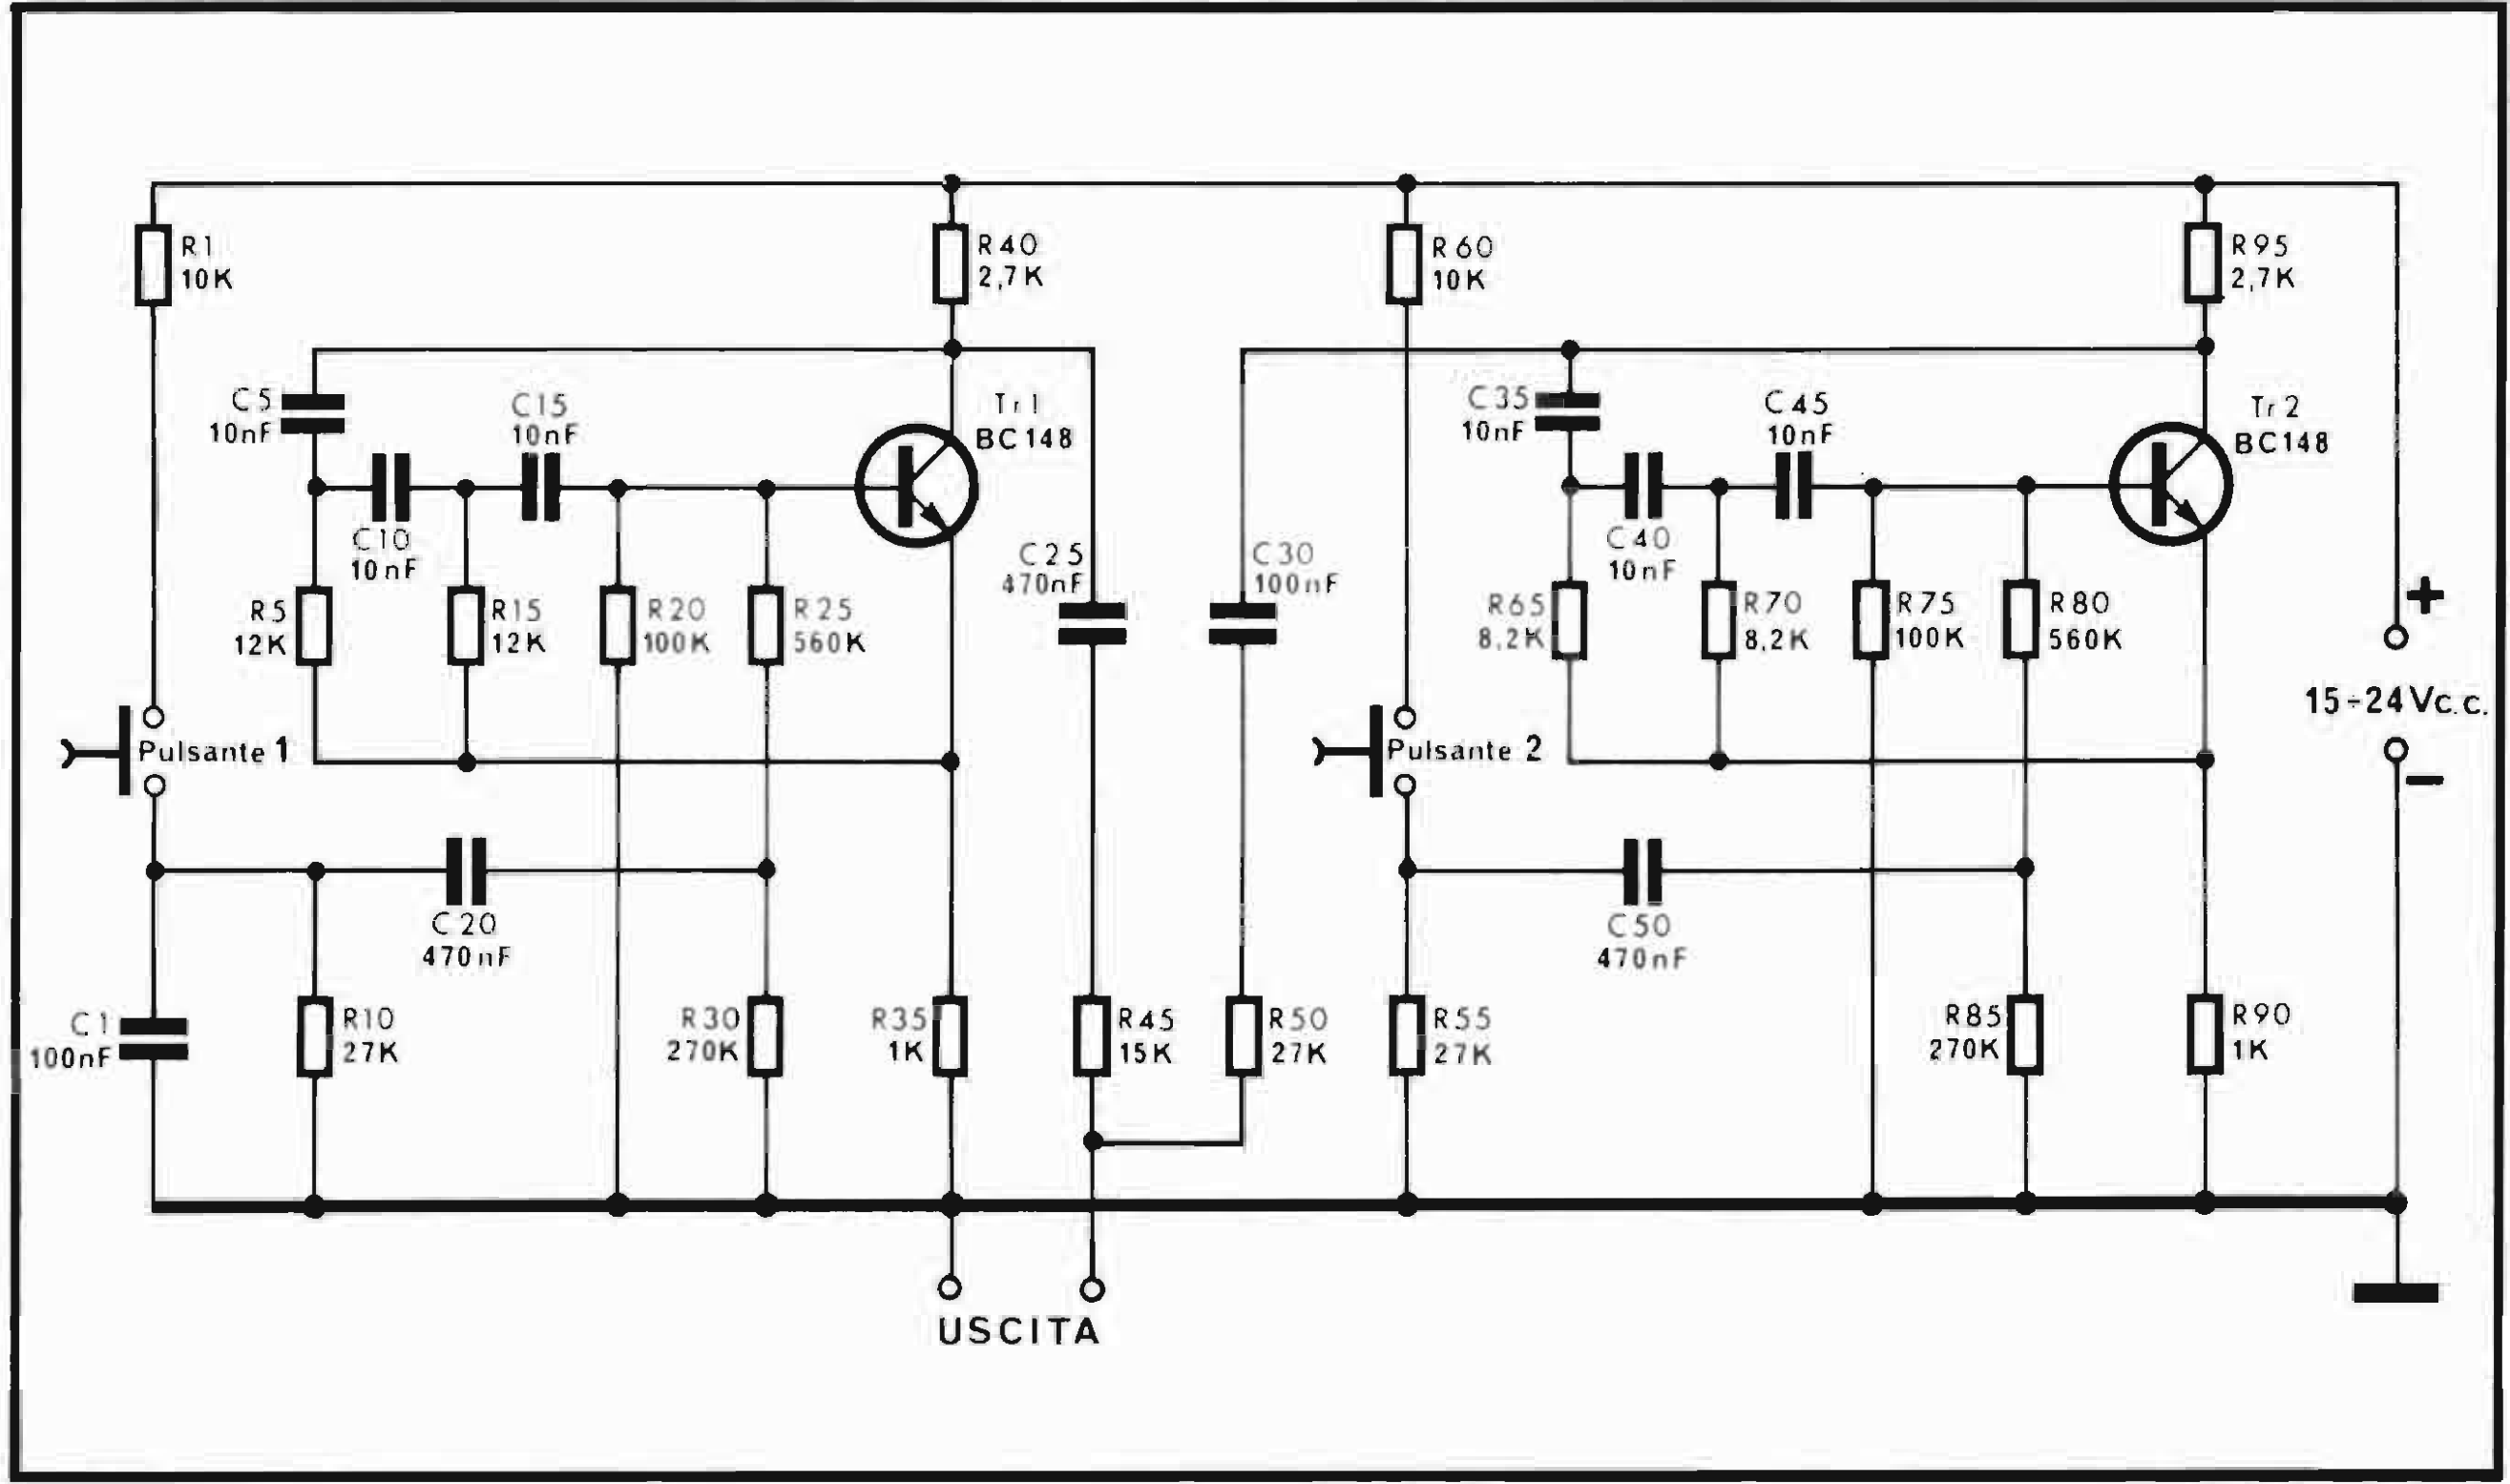 R1
10K
R40
2,7K
R60
10K
R95
2,7K
C5
10nF
C15
10nF
Tr1
BC148
C35
10nF
C45
10nF
Tr2
BC148
C10
10nF
C25
470nF
C30
100nF
C40
10nF
R5
12K
R15
12K
R20
100K
R25
560K
R65
8,2K
R70
8,2K
R75
100K
R80
560K
+
15÷24Vc.c.
−
Pulsante 1
Pulsante 2
C20
470nF
C50
470nF
C1
100nF
R10
27K
R30
270K
R35
1K
R45
15K
R50
27K
R55
27K
R85
270K
R90
1K
USCITA